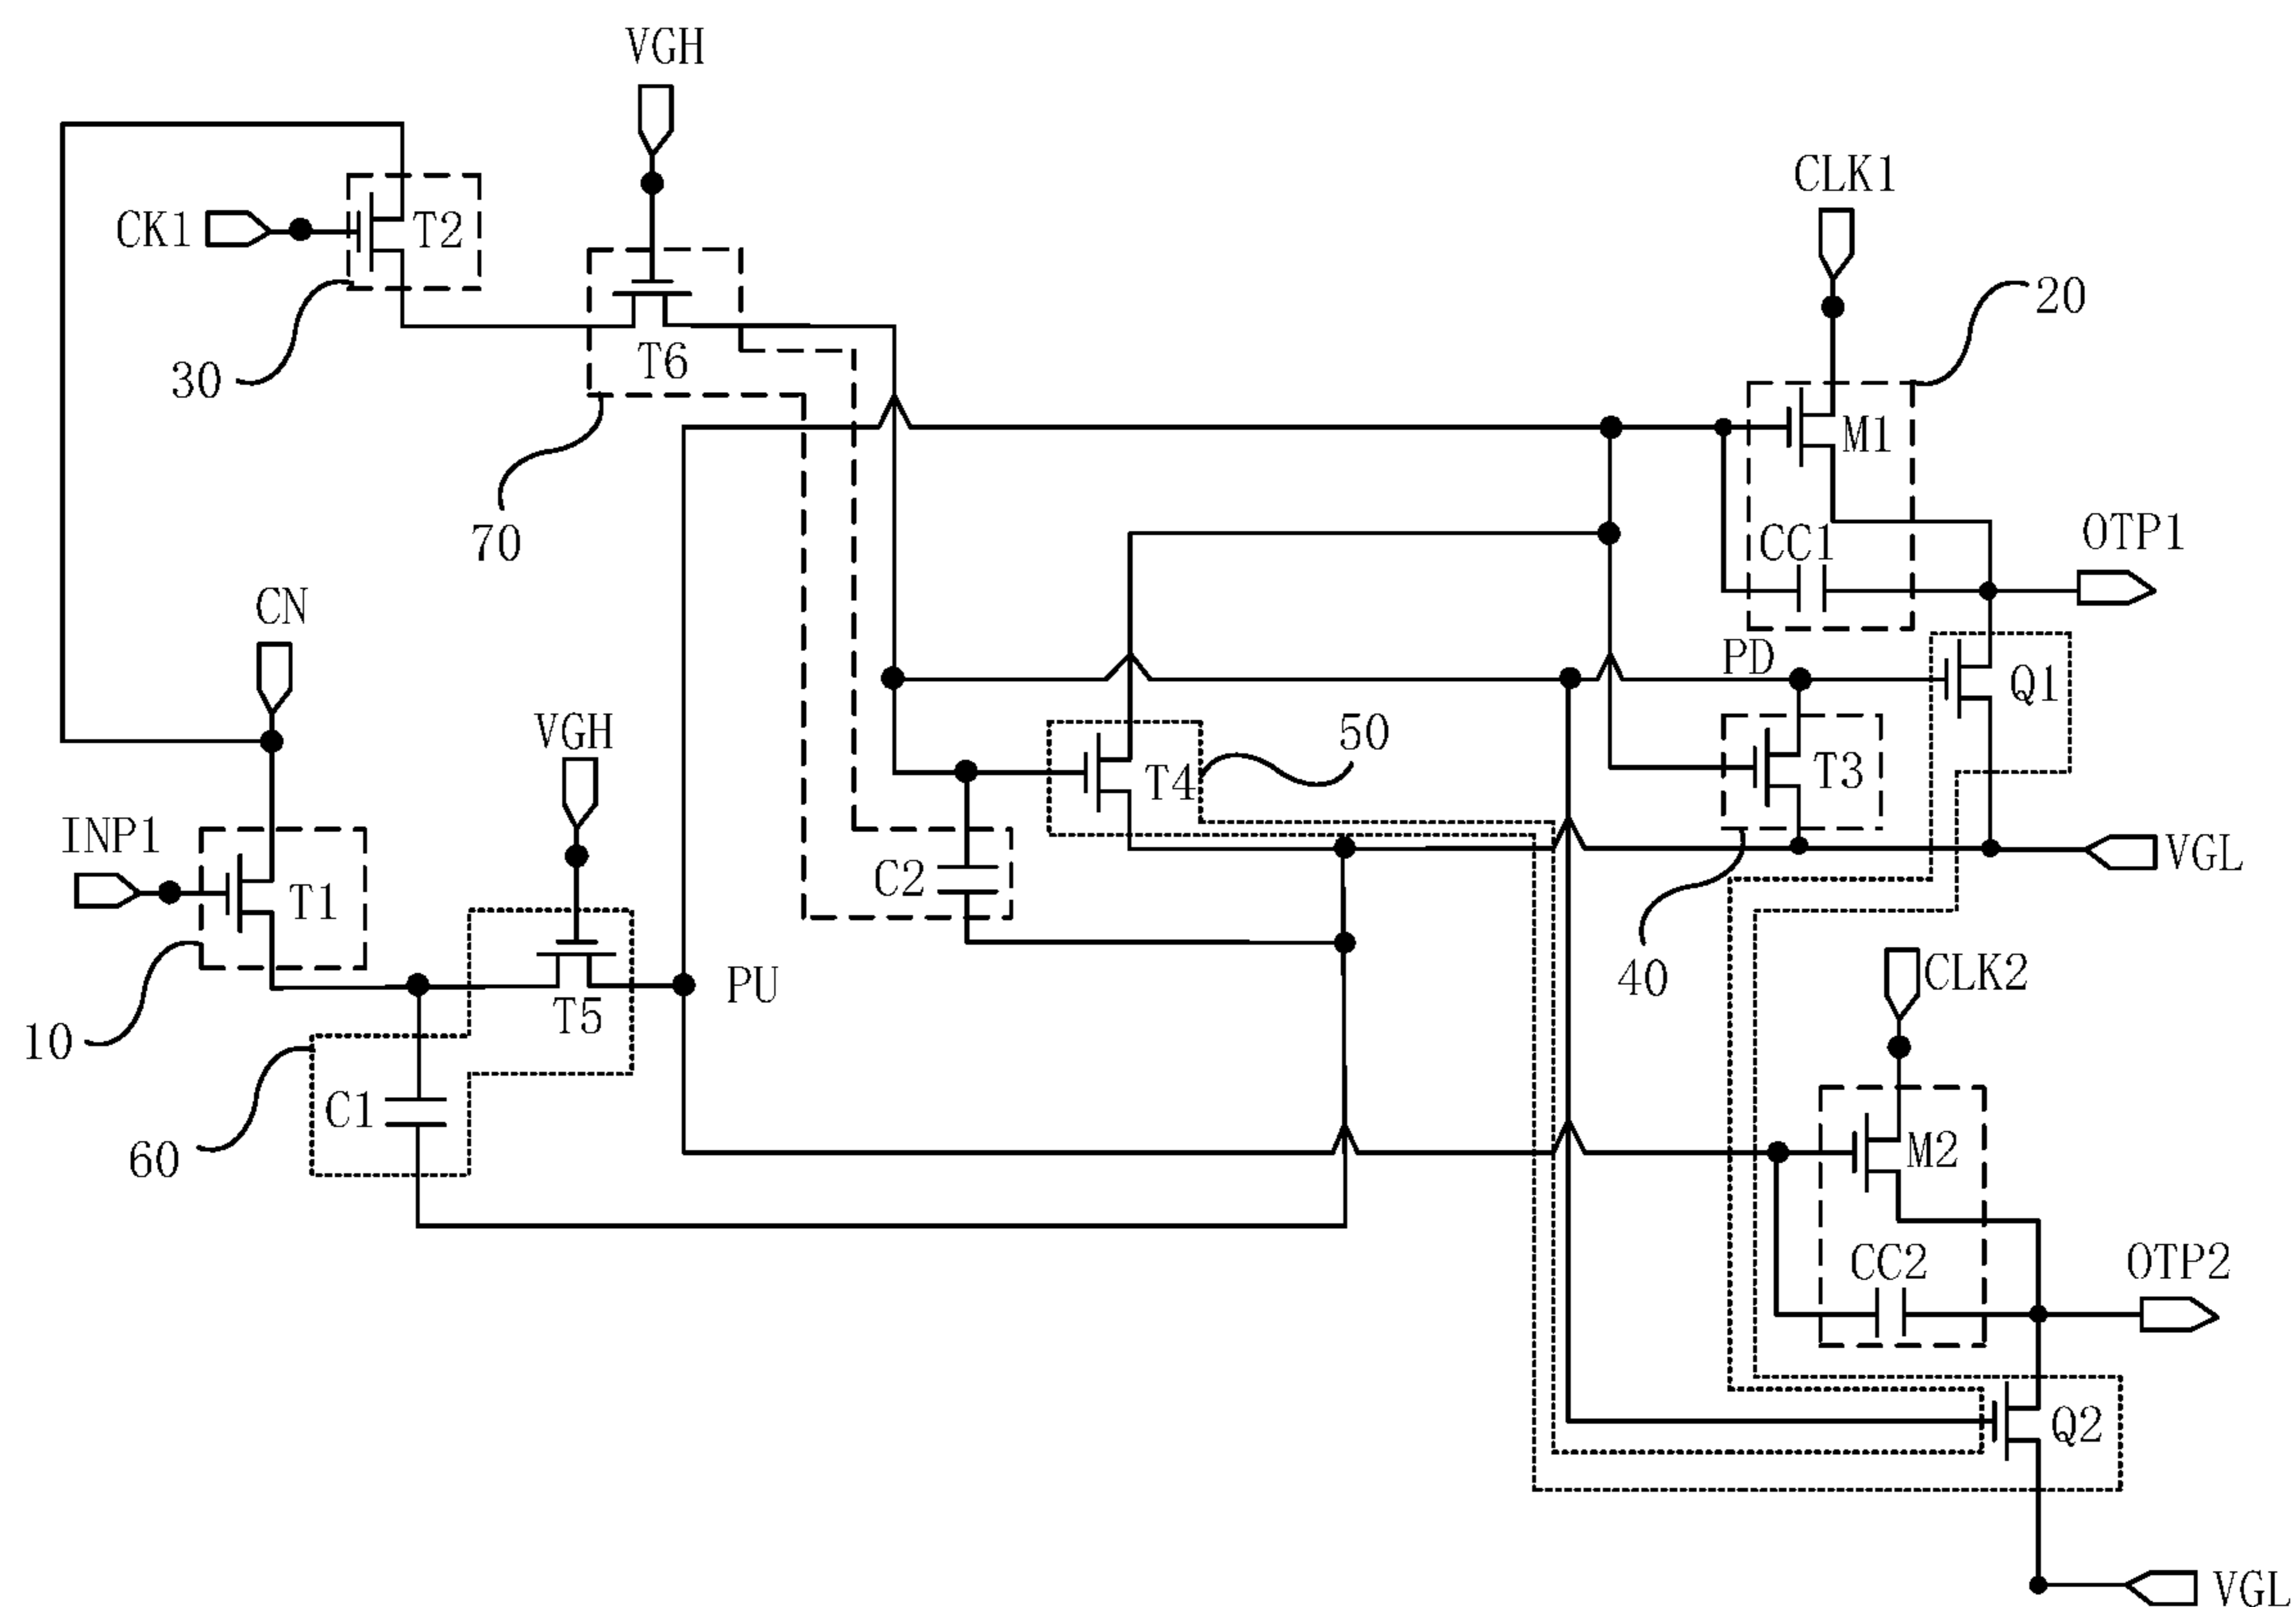 VGH
CLK1
CK1
T2
20
T6
30
M1
70
OTP1
CC1
CN
PD
Q1
VGH
50
T4
T3
INP1
VGL
C2
T1
CLK2
40
PU
T5
10
C1
M2
60
CC2
OTP2
Q2
VGL